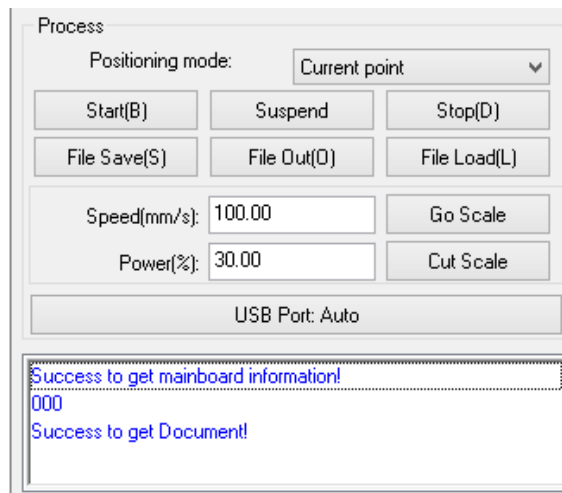 Process
Positioning mode: Current point
Start(B) Suspend Stop(D)
File Save(S) File Out(O) File Load(L)
Speed(mm/s): 100.00 Go Scale
Power(%): 30.00 Cut Scale
USB Port: Auto
Success to get mainboard information!
000
Success to get Document!